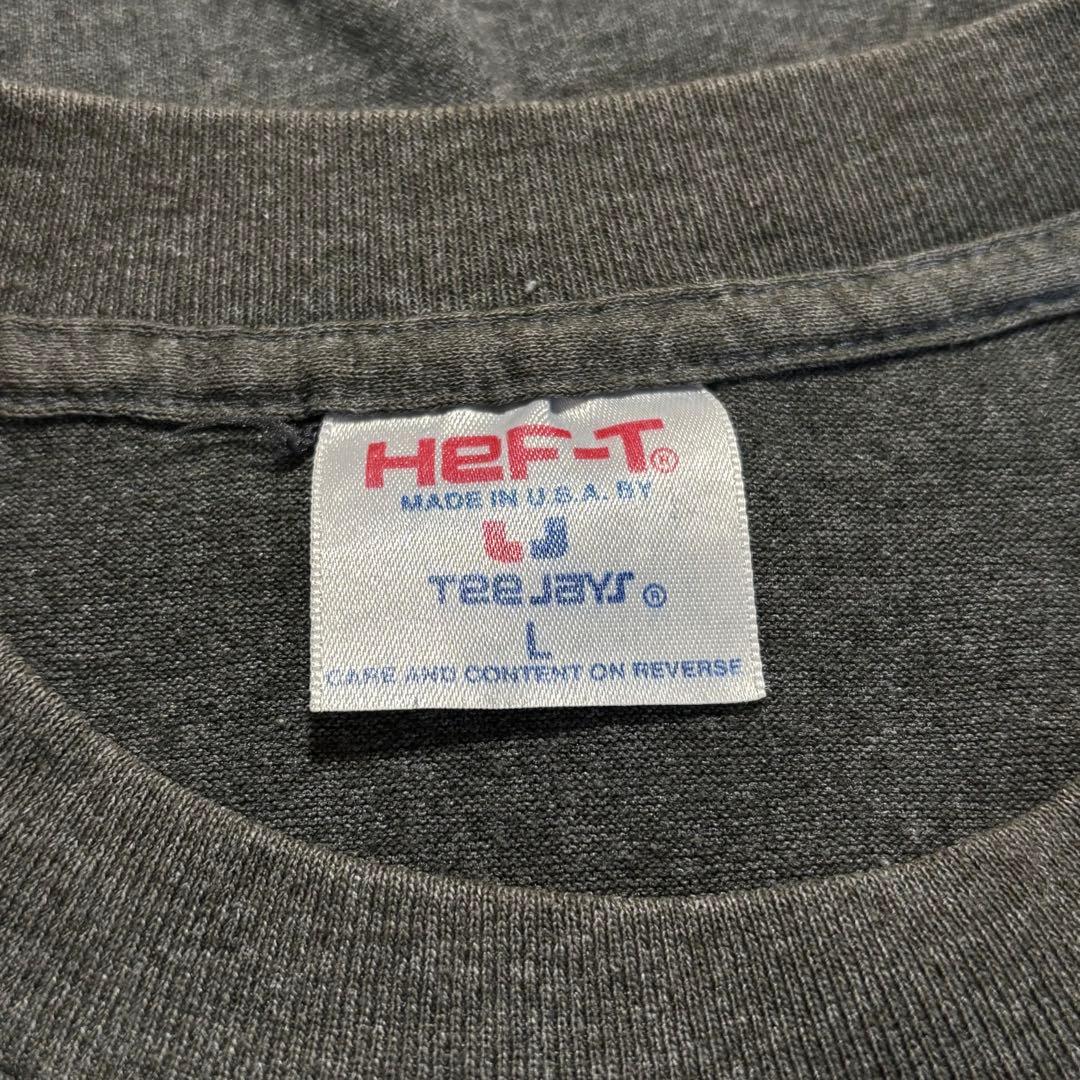 HeF-T®
MADE IN U.S.A. BY
TeeJays ®
L
CARE AND CONTENT ON REVERSE